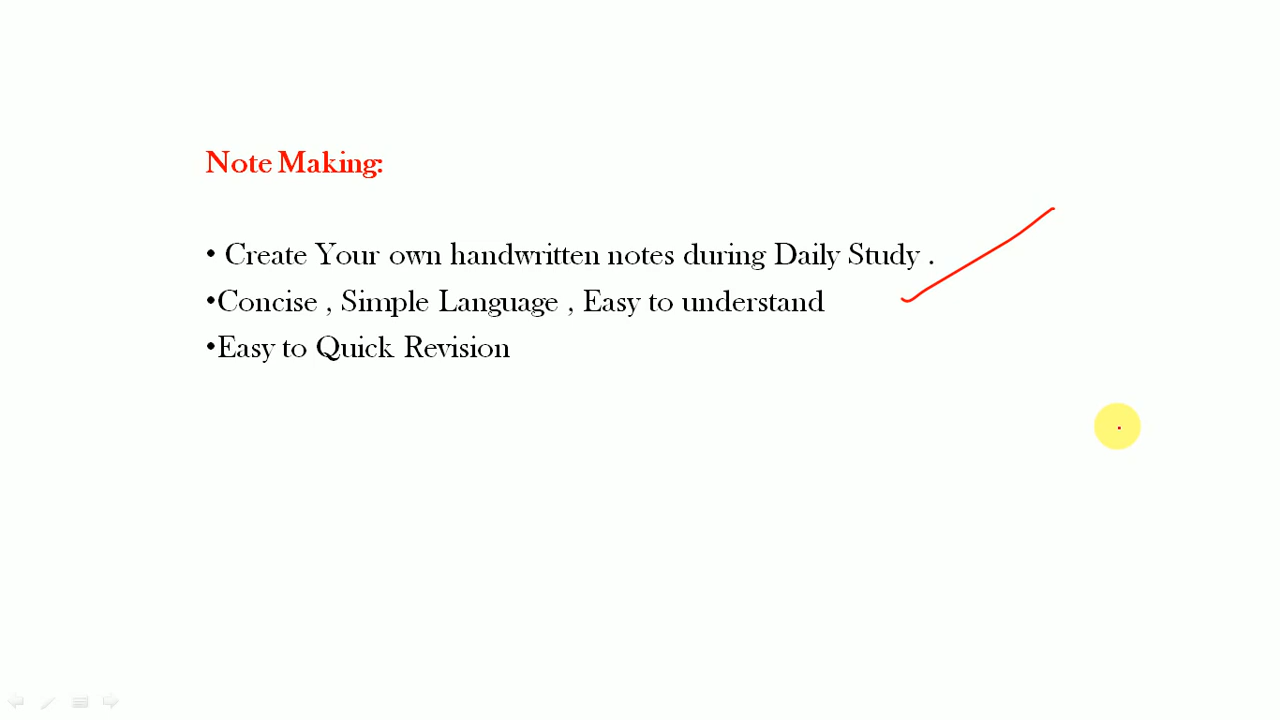 Note Making:
• Create Your own handwritten notes during Daily Study .
•Concise , Simple Language , Easy to understand
•Easy to Quick Revision